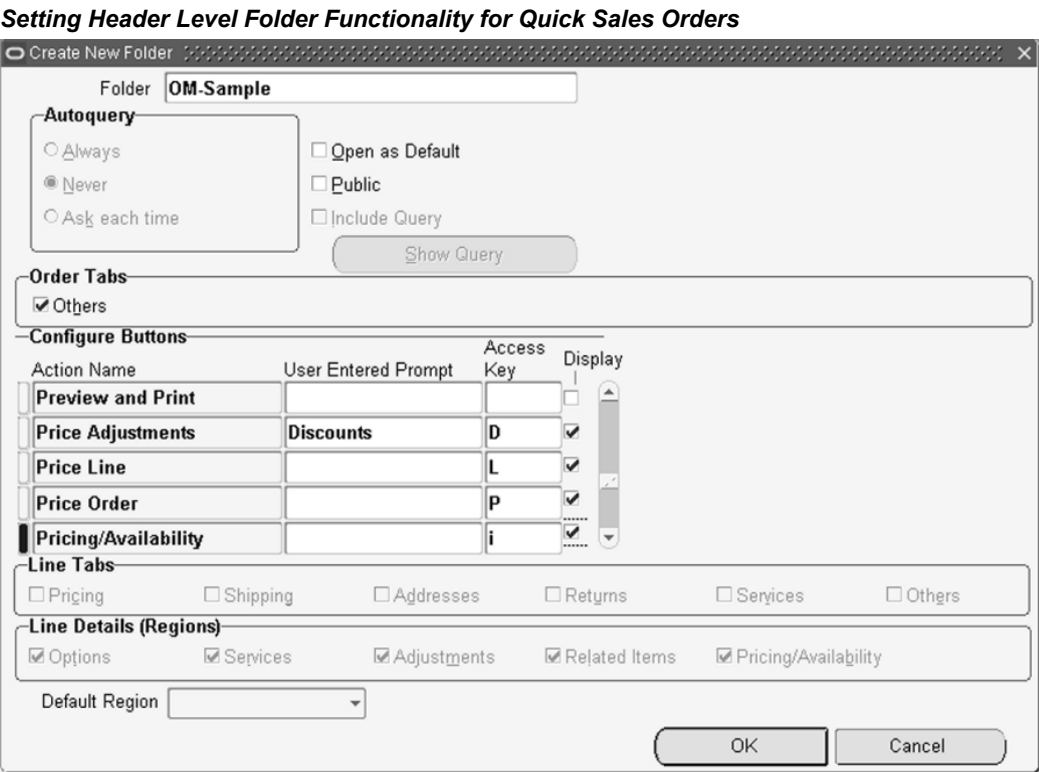 Setting Header Level Folder Functionality for Quick Sales Orders
Create New Folder
Folder OM-Sample
Autoquery
Always
Open as Default
Never
Public
Ask each time
Include Query
Show Query
Order Tabs
Others
Configure Buttons
Action Name User Entered Prompt Access Key Display
Preview and Print
Price Adjustments Discounts D
Price Line L
Price Order P
Pricing/Availability i
Line Tabs
Pricing Shipping Addresses Returns Services Others
Line Details (Regions)
Options Services Adjustments Related Items Pricing/Availability
Default Region
OK Cancel